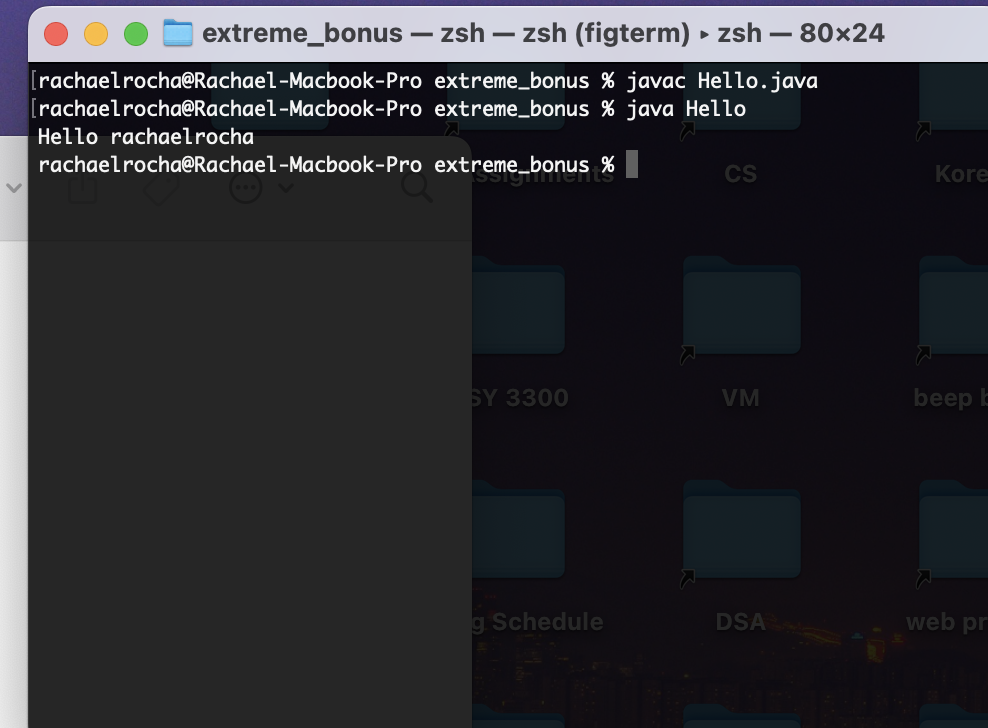 extreme_bonus — zsh — zsh (figterm) ▸ zsh — 80×24
[rachaelrocha@Rachael-Macbook-Pro extreme_bonus % javac Hello.java
[rachaelrocha@Rachael-Macbook-Pro extreme_bonus % java Hello
Hello rachaelrocha
rachaelrocha@Rachael-Macbook-Pro extreme_bonus %
ssignments
CS
Kore
SY 3300
VM
beep b
g Schedule
DSA
web pr